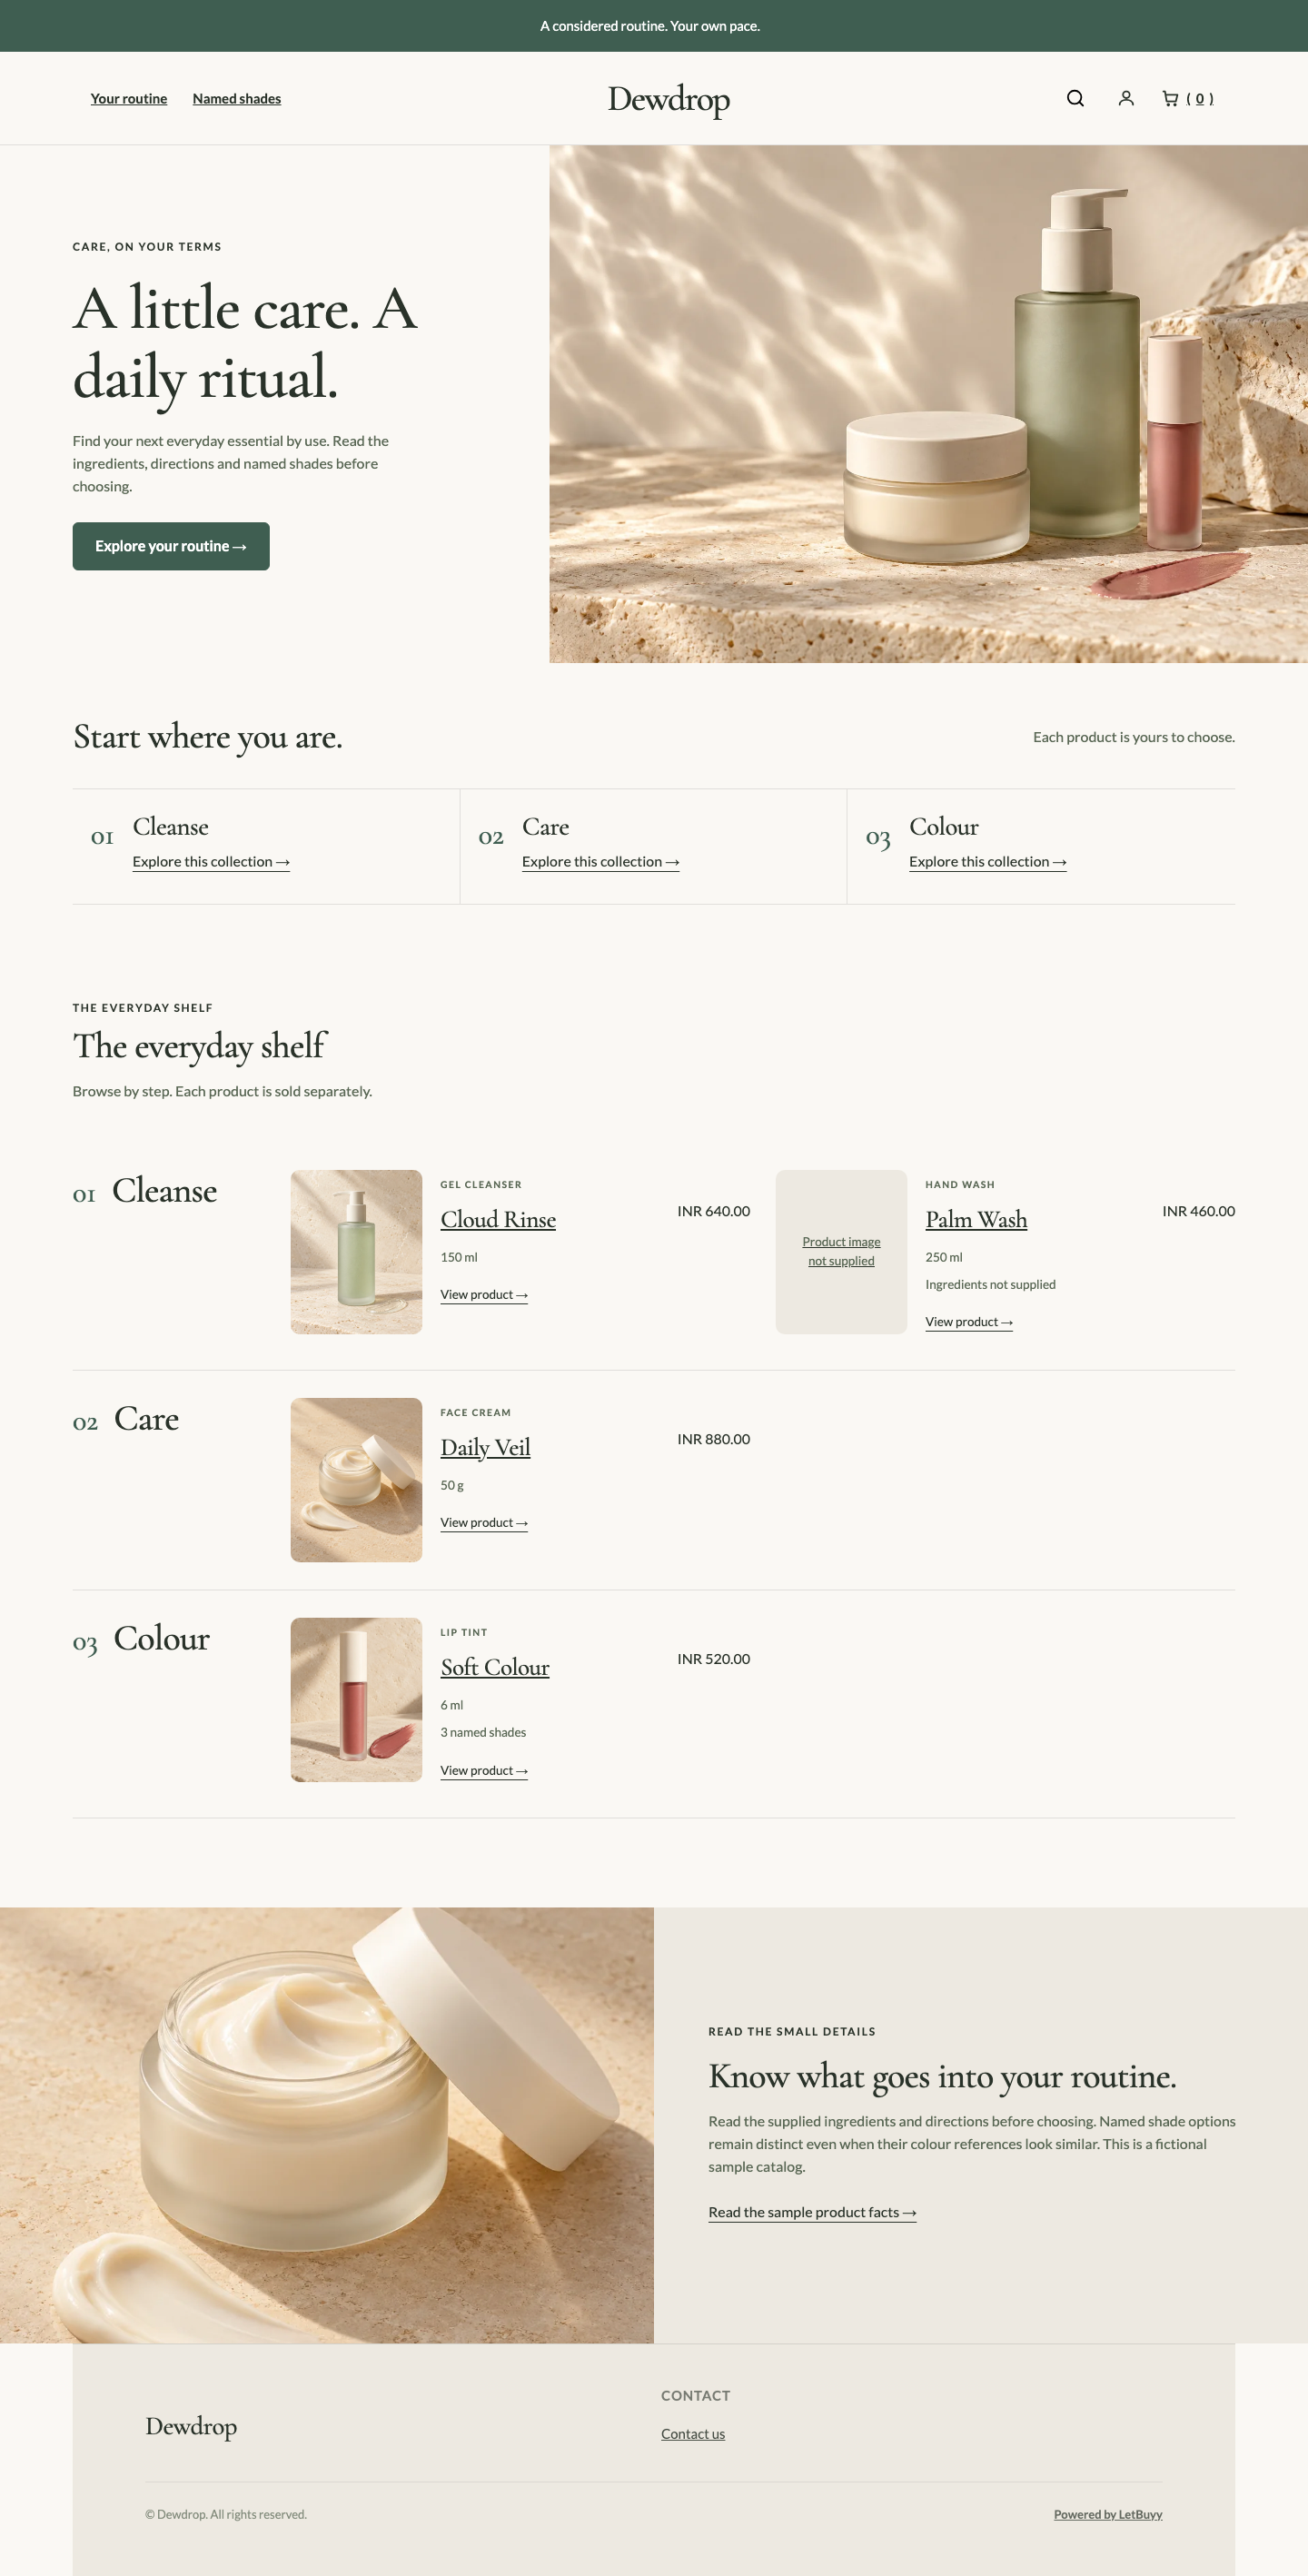 A considered routine. Your own pace.
Your routine
Named shades
Dewdrop
( 0 )
CARE, ON YOUR TERMS
A little care. A
daily ritual.
Find your next everyday essential by use. Read the
ingredients, directions and named shades before
choosing.
Explore your routine →
Start where you are.
Each product is yours to choose.
01
Cleanse
Explore this collection →
02
Care
Explore this collection →
03
Colour
Explore this collection →
THE EVERYDAY SHELF
The everyday shelf
Browse by step. Each product is sold separately.
01 Cleanse
GEL CLEANSER
Cloud Rinse
INR 640.00
150 ml
View product →
Product image
not supplied
HAND WASH
Palm Wash
INR 460.00
250 ml
Ingredients not supplied
View product →
02 Care
FACE CREAM
Daily Veil
INR 880.00
50 g
View product →
03 Colour
LIP TINT
Soft Colour
INR 520.00
6 ml
3 named shades
View product →
READ THE SMALL DETAILS
Know what goes into your routine.
Read the supplied ingredients and directions before choosing. Named shade options
remain distinct even when their colour references look similar. This is a fictional
sample catalog.
Read the sample product facts →
Dewdrop
CONTACT
Contact us
© Dewdrop. All rights reserved.
Powered by LetBuyy